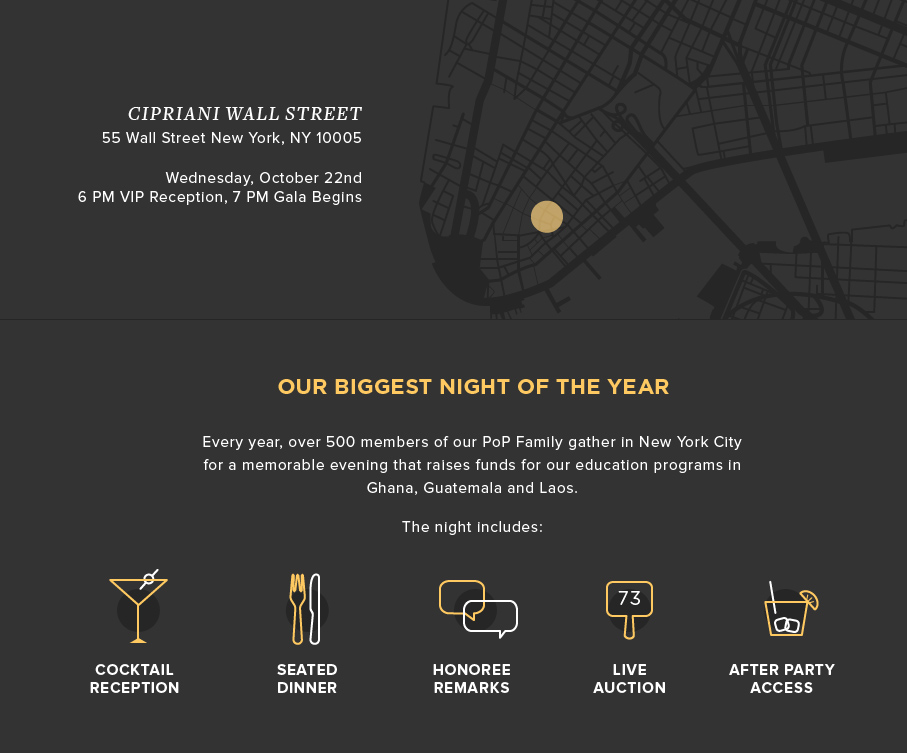 CIPRIANI WALL STREET
55 Wall Street New York, NY 10005
Wednesday, October 22nd
6 PM VIP Reception, 7 PM Gala Begins
OUR BIGGEST NIGHT OF THE YEAR
Every year, over 500 members of our PoP Family gather in New York City
for a memorable evening that raises funds for our education programs in
Ghana, Guatemala and Laos.
The night includes:
73
COCKTAIL
RECEPTION
SEATED
DINNER
HONOREE
REMARKS
LIVE
AUCTION
AFTER PARTY
ACCESS